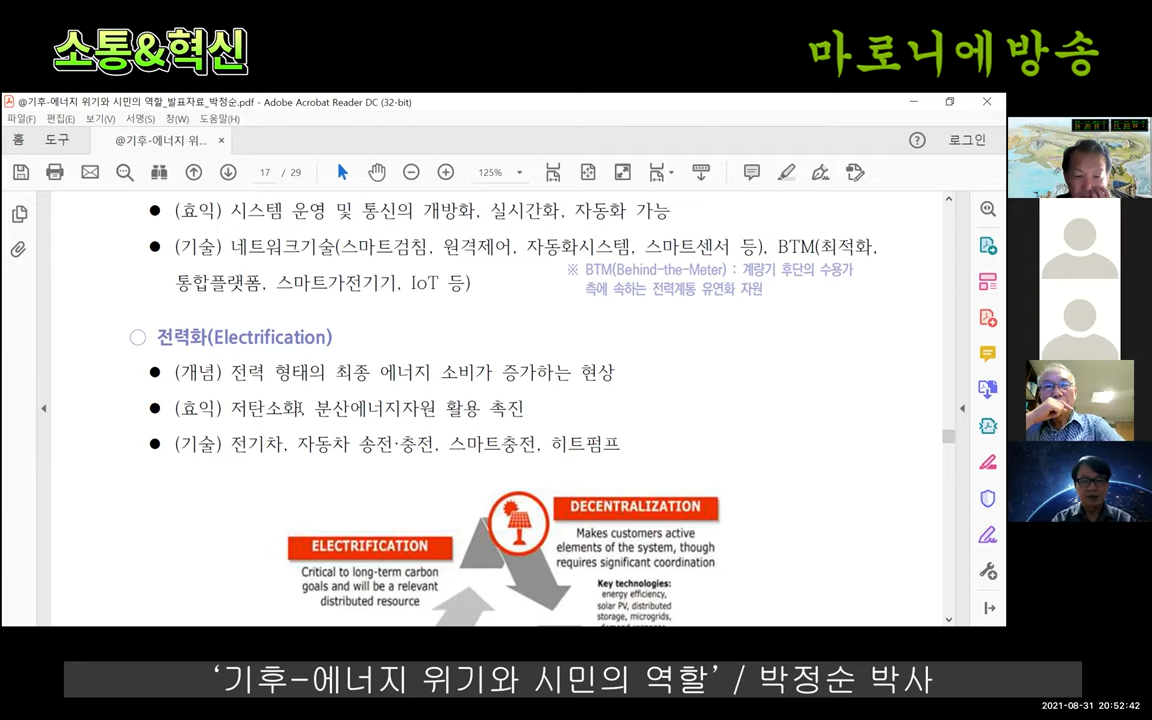 소통&혁신
마로니에방송
@기후-에너지 위기와 시민의 역할_발표자료_박정순.pdf - Adobe Acrobat Reader DC (32-bit)
파일(F) 편집(E) 보기(V) 서명(S) 창(W) 도움말(H)
홈 도구 @기후-에너지 위... × 로그인
17 / 29 125%
● (효익) 시스템 운영 및 통신의 개방화, 실시간화, 자동화 가능
● (기술) 네트워크기술(스마트검침, 원격제어, 자동화시스템, 스마트센서 등), BTM(최적화,
통합플랫폼, 스마트가전기기, IoT 등)
※ BTM(Behind-the-Meter) : 계량기 후단의 수용가
측에 속하는 전력계통 유연화 자원
○ 전력화(Electrification)
● (개념) 전력 형태의 최종 에너지 소비가 증가하는 현상
● (효익) 저탄소화, 분산에너지자원 활용 촉진
● (기술) 전기차, 자동차 송전·충전, 스마트충전, 히트펌프
DECENTRALIZATION
Makes customers active
elements of the system, though
requires significant coordination
Key technologies:
energy efficiency,
solar PV, distributed
storage, microgrids,
ELECTRIFICATION
Critical to long-term carbon
goals and will be a relevant
distributed resource
‘기후-에너지 위기와 시민의 역할’ / 박정순 박사
2021-08-31 20:52:42